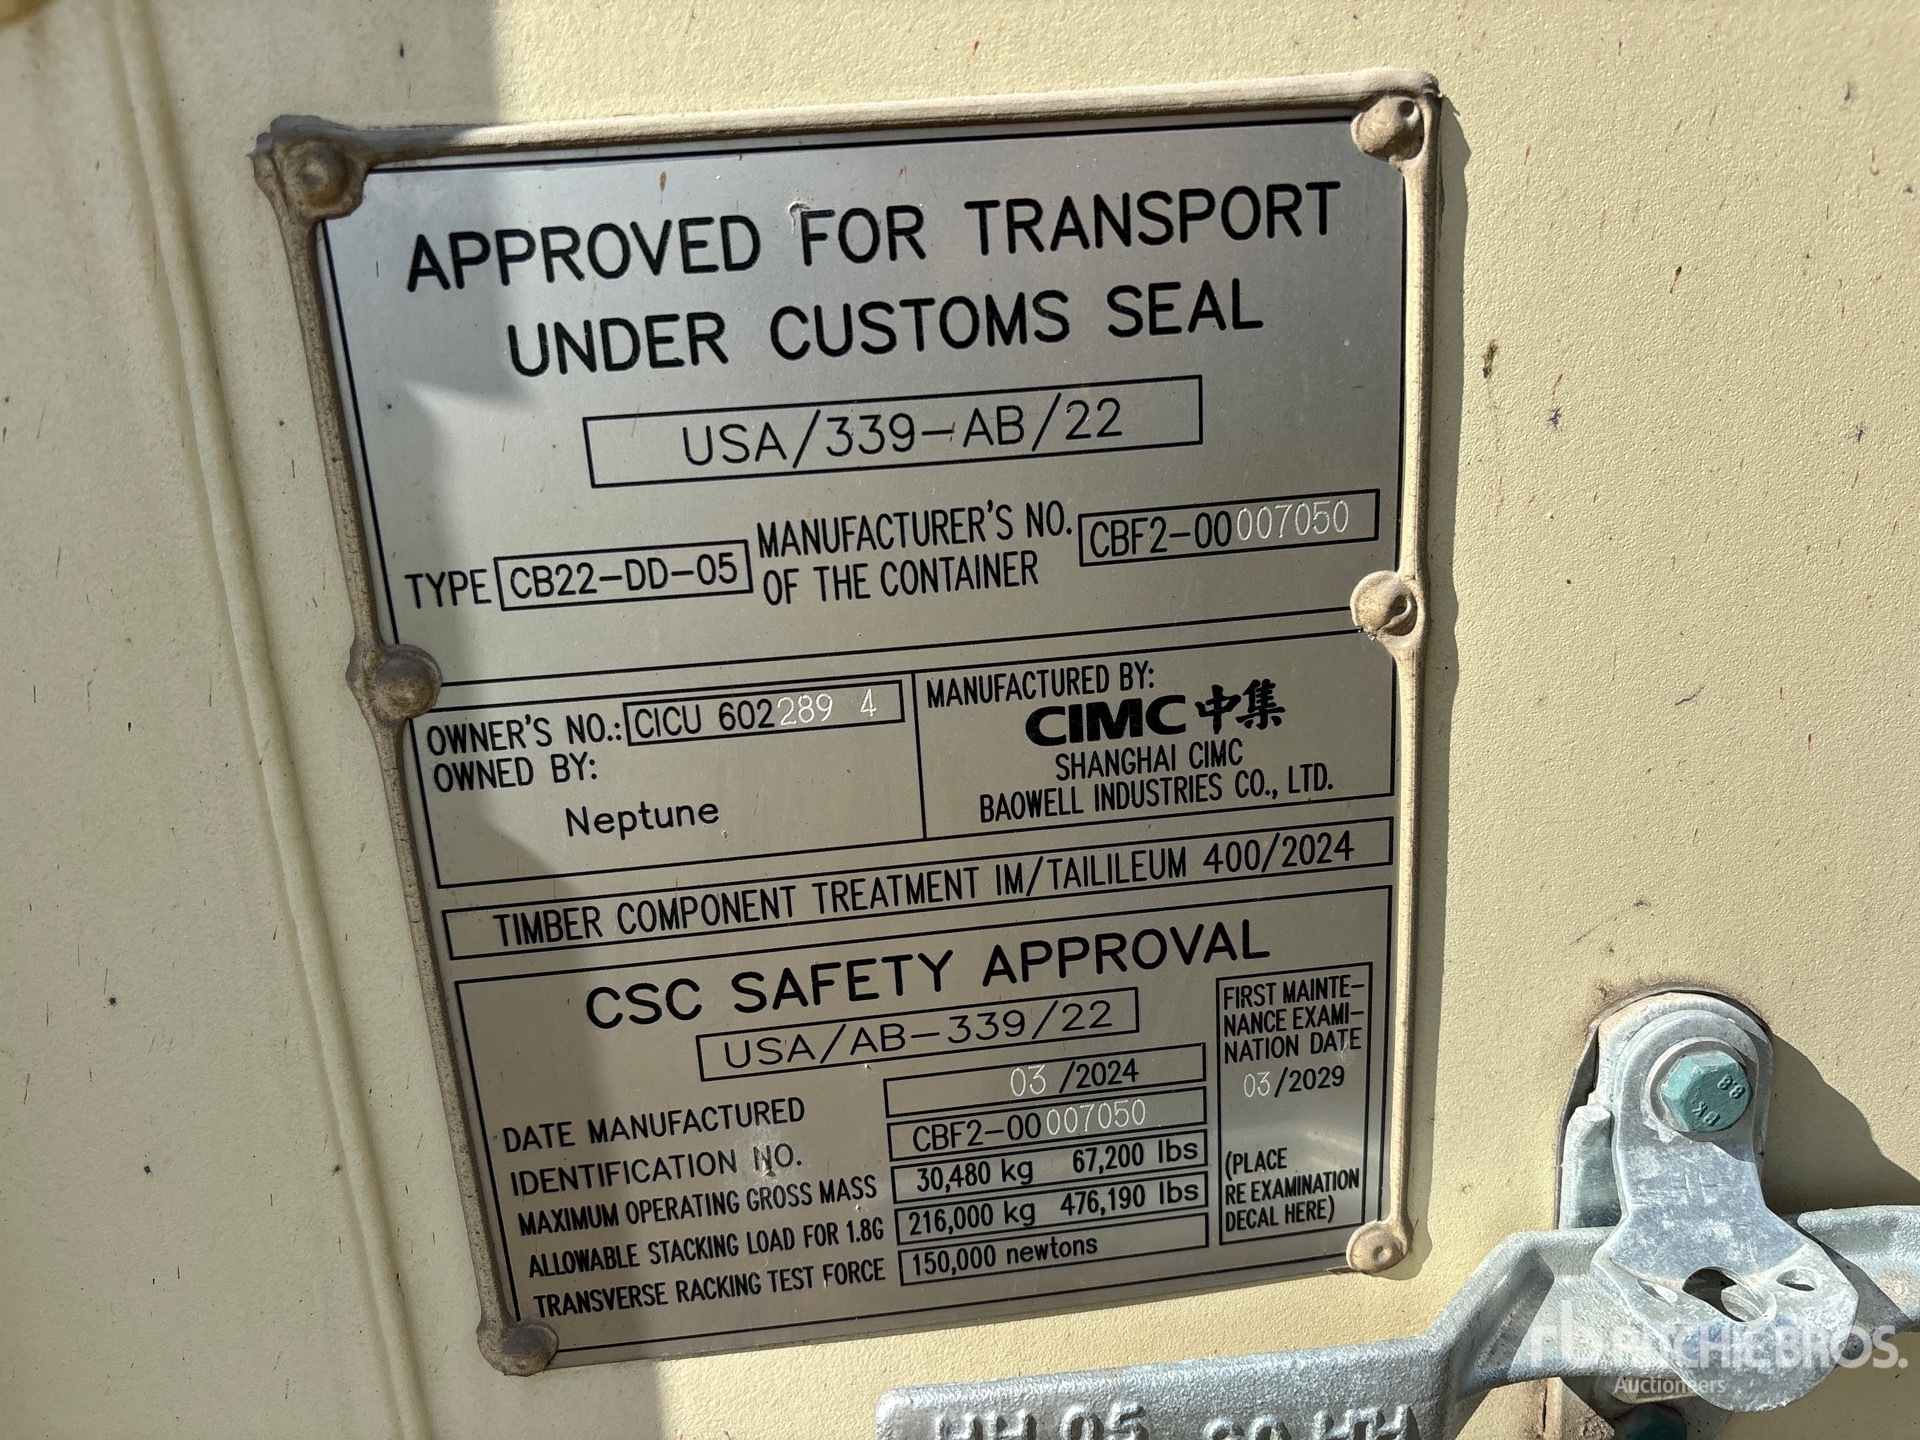 APPROVED FOR TRANSPORT
UNDER CUSTOMS SEAL
USA/339-AB/22
TYPE CB22-DD-05 MANUFACTURER'S NO. OF THE CONTAINER CBF2-00007050
OWNER'S NO.: CICU 602289 4
OWNED BY:
Neptune
MANUFACTURED BY:
CIMC 中集
SHANGHAI CIMC
BAOWELL INDUSTRIES CO., LTD.
TIMBER COMPONENT TREATMENT IM/TAILILEUM 400/2024
CSC SAFETY APPROVAL
USA/AB-339/22
DATE MANUFACTURED 03/2024
IDENTIFICATION NO. CBF2-00007050
MAXIMUM OPERATING GROSS MASS 30,480 kg 67,200 lbs
ALLOWABLE STACKING LOAD FOR 1.8G 216,000 kg 476,190 lbs
TRANSVERSE RACKING TEST FORCE 150,000 newtons
FIRST MAINTE-
NANCE EXAMI-
NATION DATE
03/2029
(PLACE
RE EXAMINATION
DECAL HERE)
8.8
RITCHIE BROS.
Auctioneers